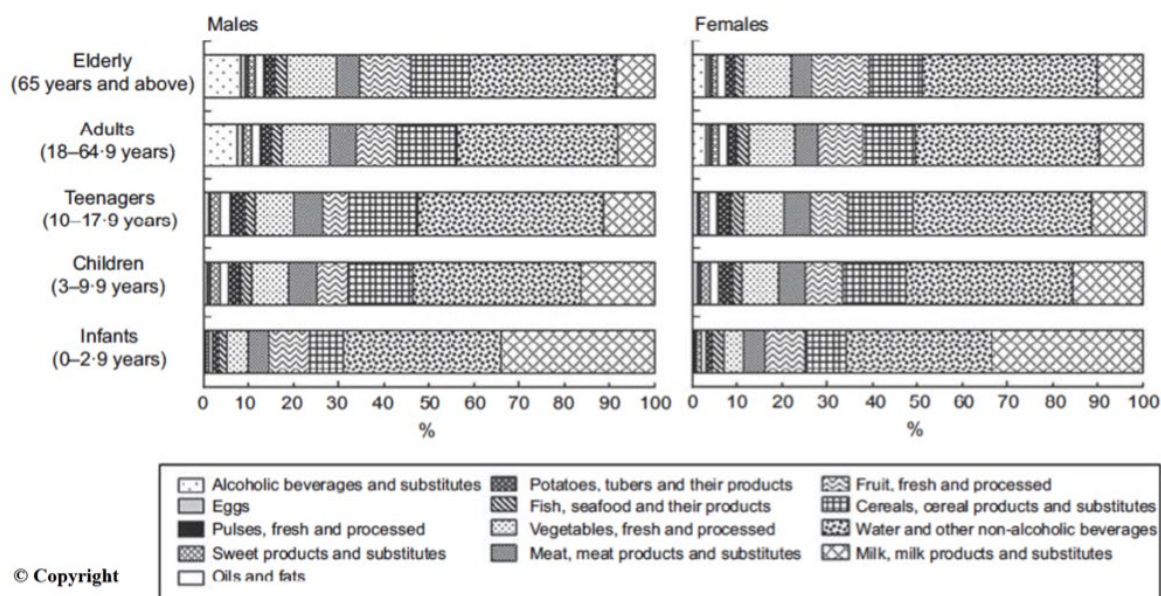 Males
Females
Elderly
(65 years and above)
Adults
(18–64·9 years)
Teenagers
(10–17·9 years)
Children
(3–9·9 years)
Infants
(0–2·9 years)
0 10 20 30 40 50 60 70 80 90 100
%
0 10 20 30 40 50 60 70 80 90 100
%
Alcoholic beverages and substitutes
Eggs
Pulses, fresh and processed
Sweet products and substitutes
Oils and fats
Potatoes, tubers and their products
Fish, seafood and their products
Vegetables, fresh and processed
Meat, meat products and substitutes
Fruit, fresh and processed
Cereals, cereal products and substitutes
Water and other non-alcoholic beverages
Milk, milk products and substitutes
© Copyright